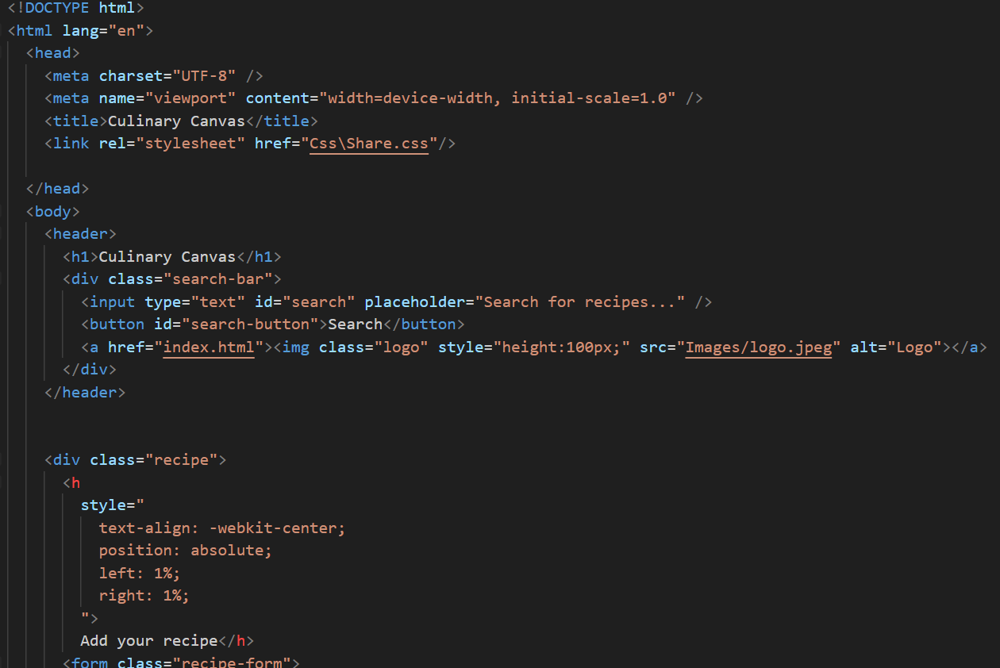 <!DOCTYPE html>
<html lang="en">
<head>
<meta charset="UTF-8" />
<meta name="viewport" content="width=device-width, initial-scale=1.0" />
<title>Culinary Canvas</title>
<link rel="stylesheet" href="Css\Share.css"/>
</head>
<body>
<header>
<h1>Culinary Canvas</h1>
<div class="search-bar">
<input type="text" id="search" placeholder="Search for recipes..." />
<button id="search-button">Search</button>
<a href="index.html"><img class="logo" style="height:100px;" src="Images/logo.jpeg" alt="Logo"></a>
</div>
</header>
<div class="recipe">
<h
style="
text-align: -webkit-center;
position: absolute;
left: 1%;
right: 1%;
">
Add your recipe</h>
<form class="recipe-form">